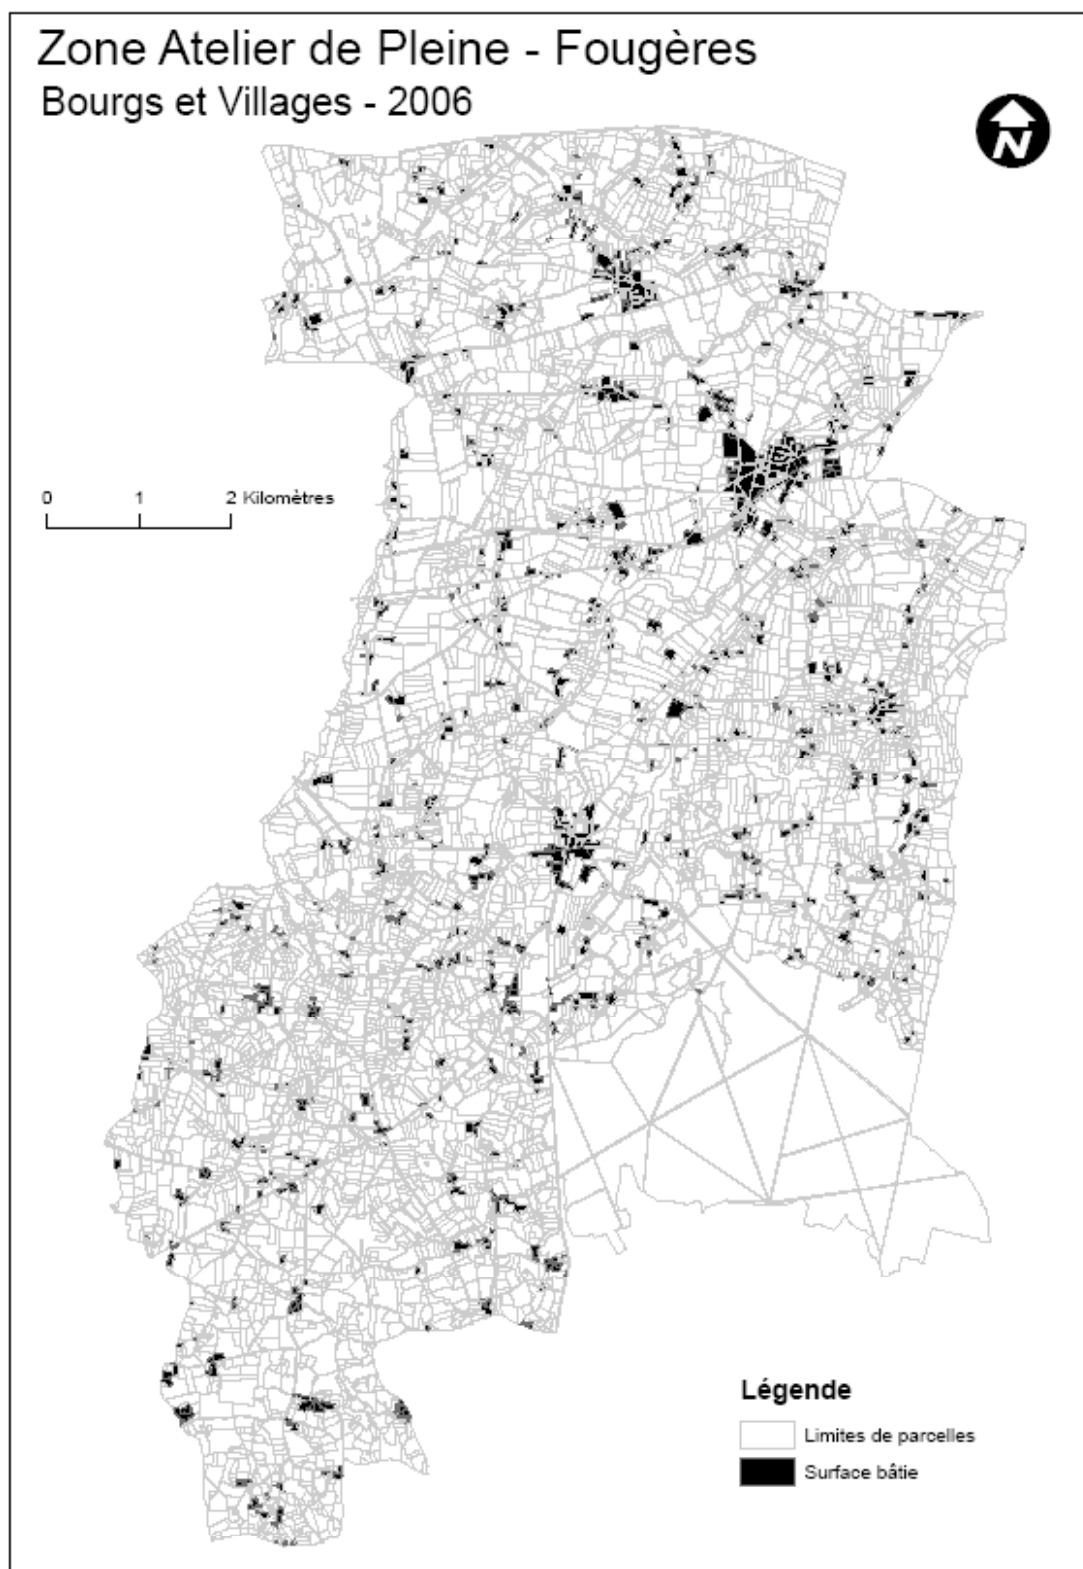 Zone Atelier de Pleine - Fougères
Bourgs et Villages - 2006
N
0 1 2 Kilomètres
Légende
Limites de parcelles
Surface bâtie